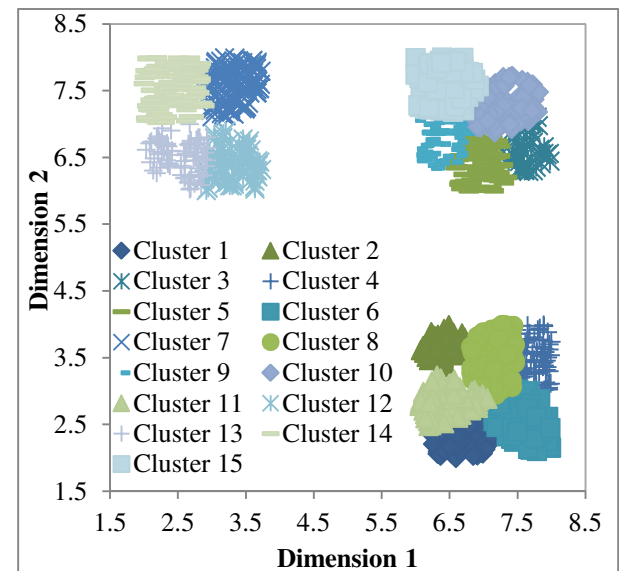 8.5
7.5
6.5
5.5
4.5
3.5
2.5
1.5
Dimension 2
Cluster 1 Cluster 2
Cluster 3 Cluster 4
Cluster 5 Cluster 6
Cluster 7 Cluster 8
Cluster 9 Cluster 10
Cluster 11 Cluster 12
Cluster 13 Cluster 14
Cluster 15
1.5 2.5 3.5 4.5 5.5 6.5 7.5 8.5
Dimension 1